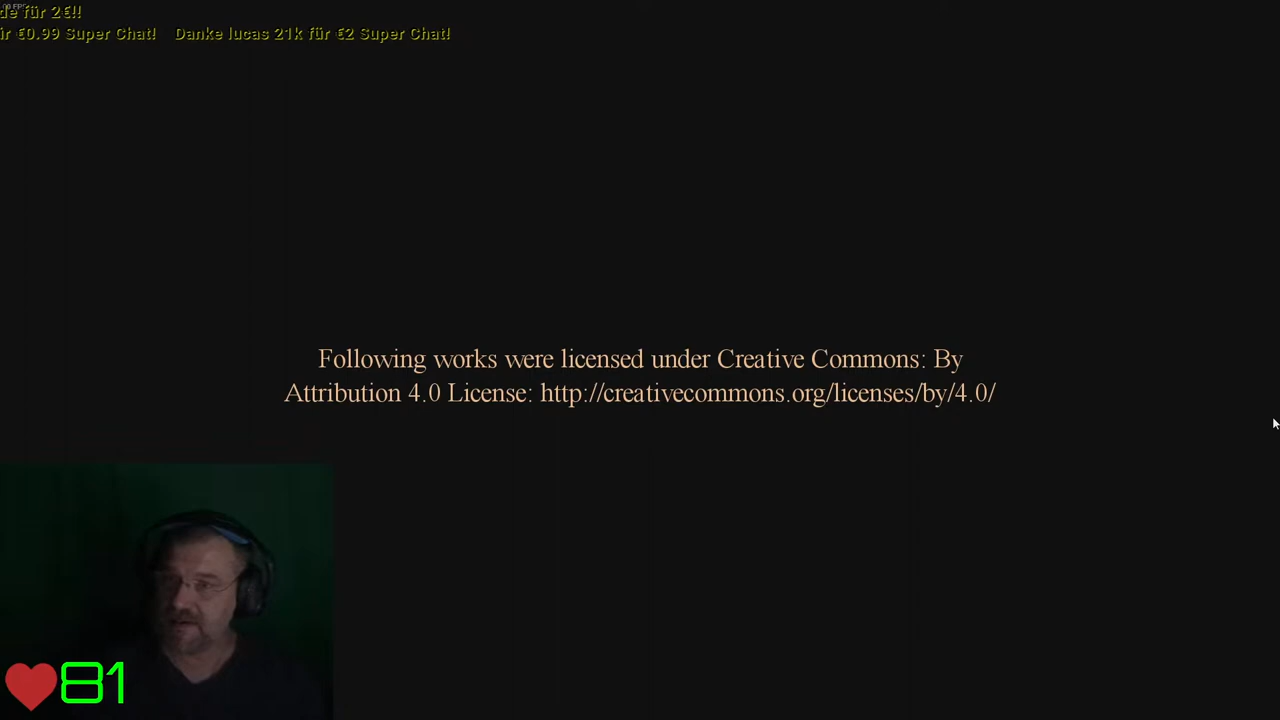 de für 2€!!
ir €0.99 Super Chat! Danke lucas 21k für €2 Super Chat!
Following works were licensed under Creative Commons: By
Attribution 4.0 License: http://creativecommons.org/licenses/by/4.0/
81